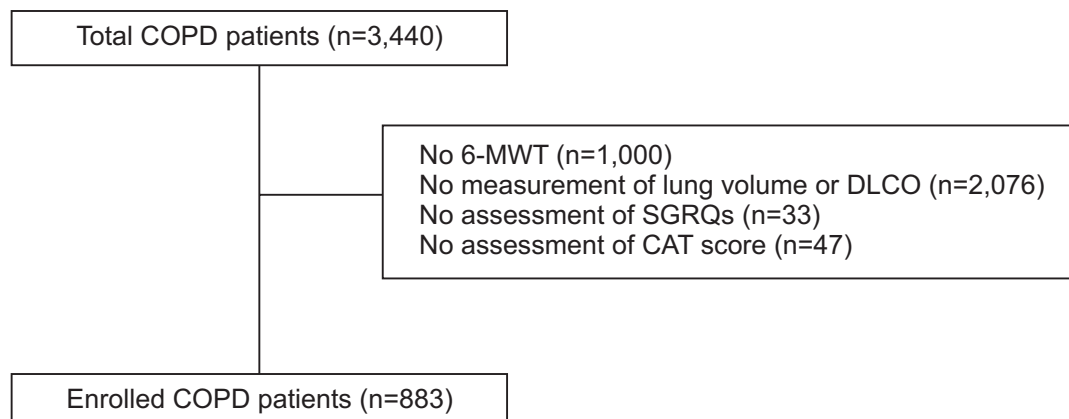 Total COPD patients (n=3,440)
No 6-MWT (n=1,000)
No measurement of lung volume or DLCO (n=2,076)
No assessment of SGRQs (n=33)
No assessment of CAT score (n=47)
Enrolled COPD patients (n=883)